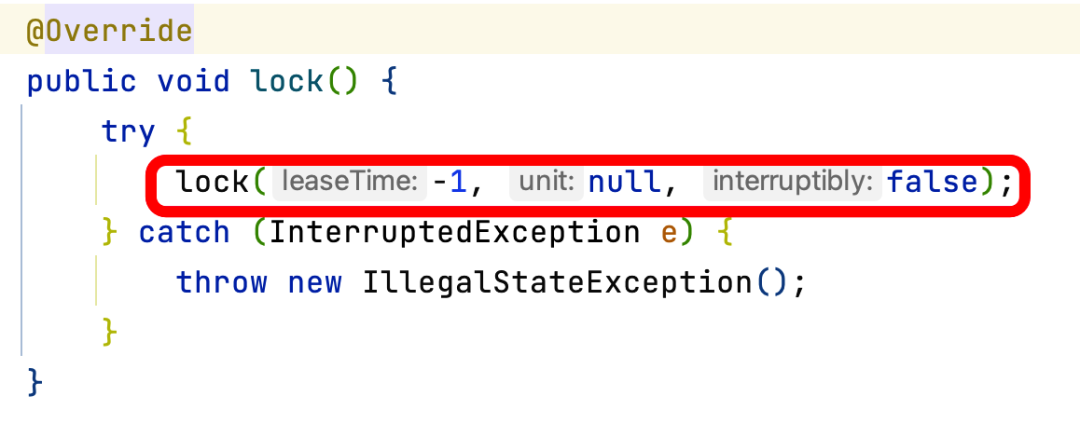 @Override
public void lock() {
try {
lock( leaseTime: -1, unit: null, interruptibly: false);
} catch (InterruptedException e) {
throw new IllegalStateException();
}
}